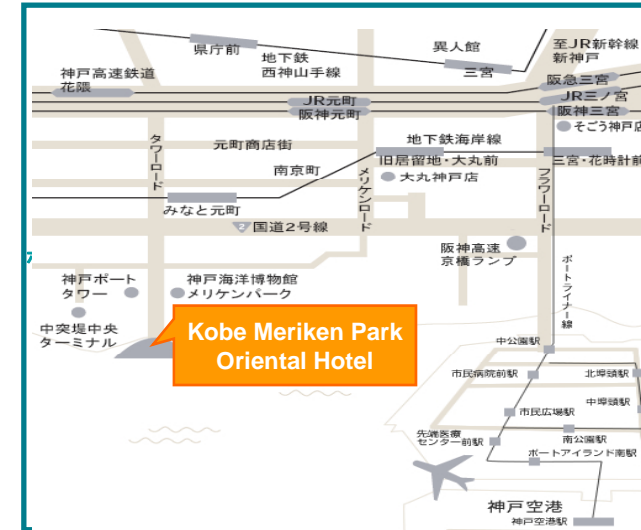 県庁前
地下鉄
西神山手線
異人館
三宮
至JR新幹線
新神戸
神戸高速鉄道
花隈
阪急三宮
JR元町
JR三ノ宮
阪神元町
阪神三宮
そごう神戸店
タワーロード
元町商店街
地下鉄海岸線
旧居留地・大丸前
三宮・花時計前
南京町
メリケンロード
大丸神戸店
フラワーロード
みなと元町
2
国道2号線
阪神高速
京橋ランプ
ポートライナー線
神戸ポート
タワー
神戸海洋博物館
メリケンパーク
中突堤中央
ターミナル
Kobe Meriken Park
Oriental Hotel
中公園駅
市民病院前駅
北埠頭駅
中埠頭駅
市民広場駅
先端医療
センター前駅
南公園駅
ポートアイランド南駅
神戸空港
神戸空港駅